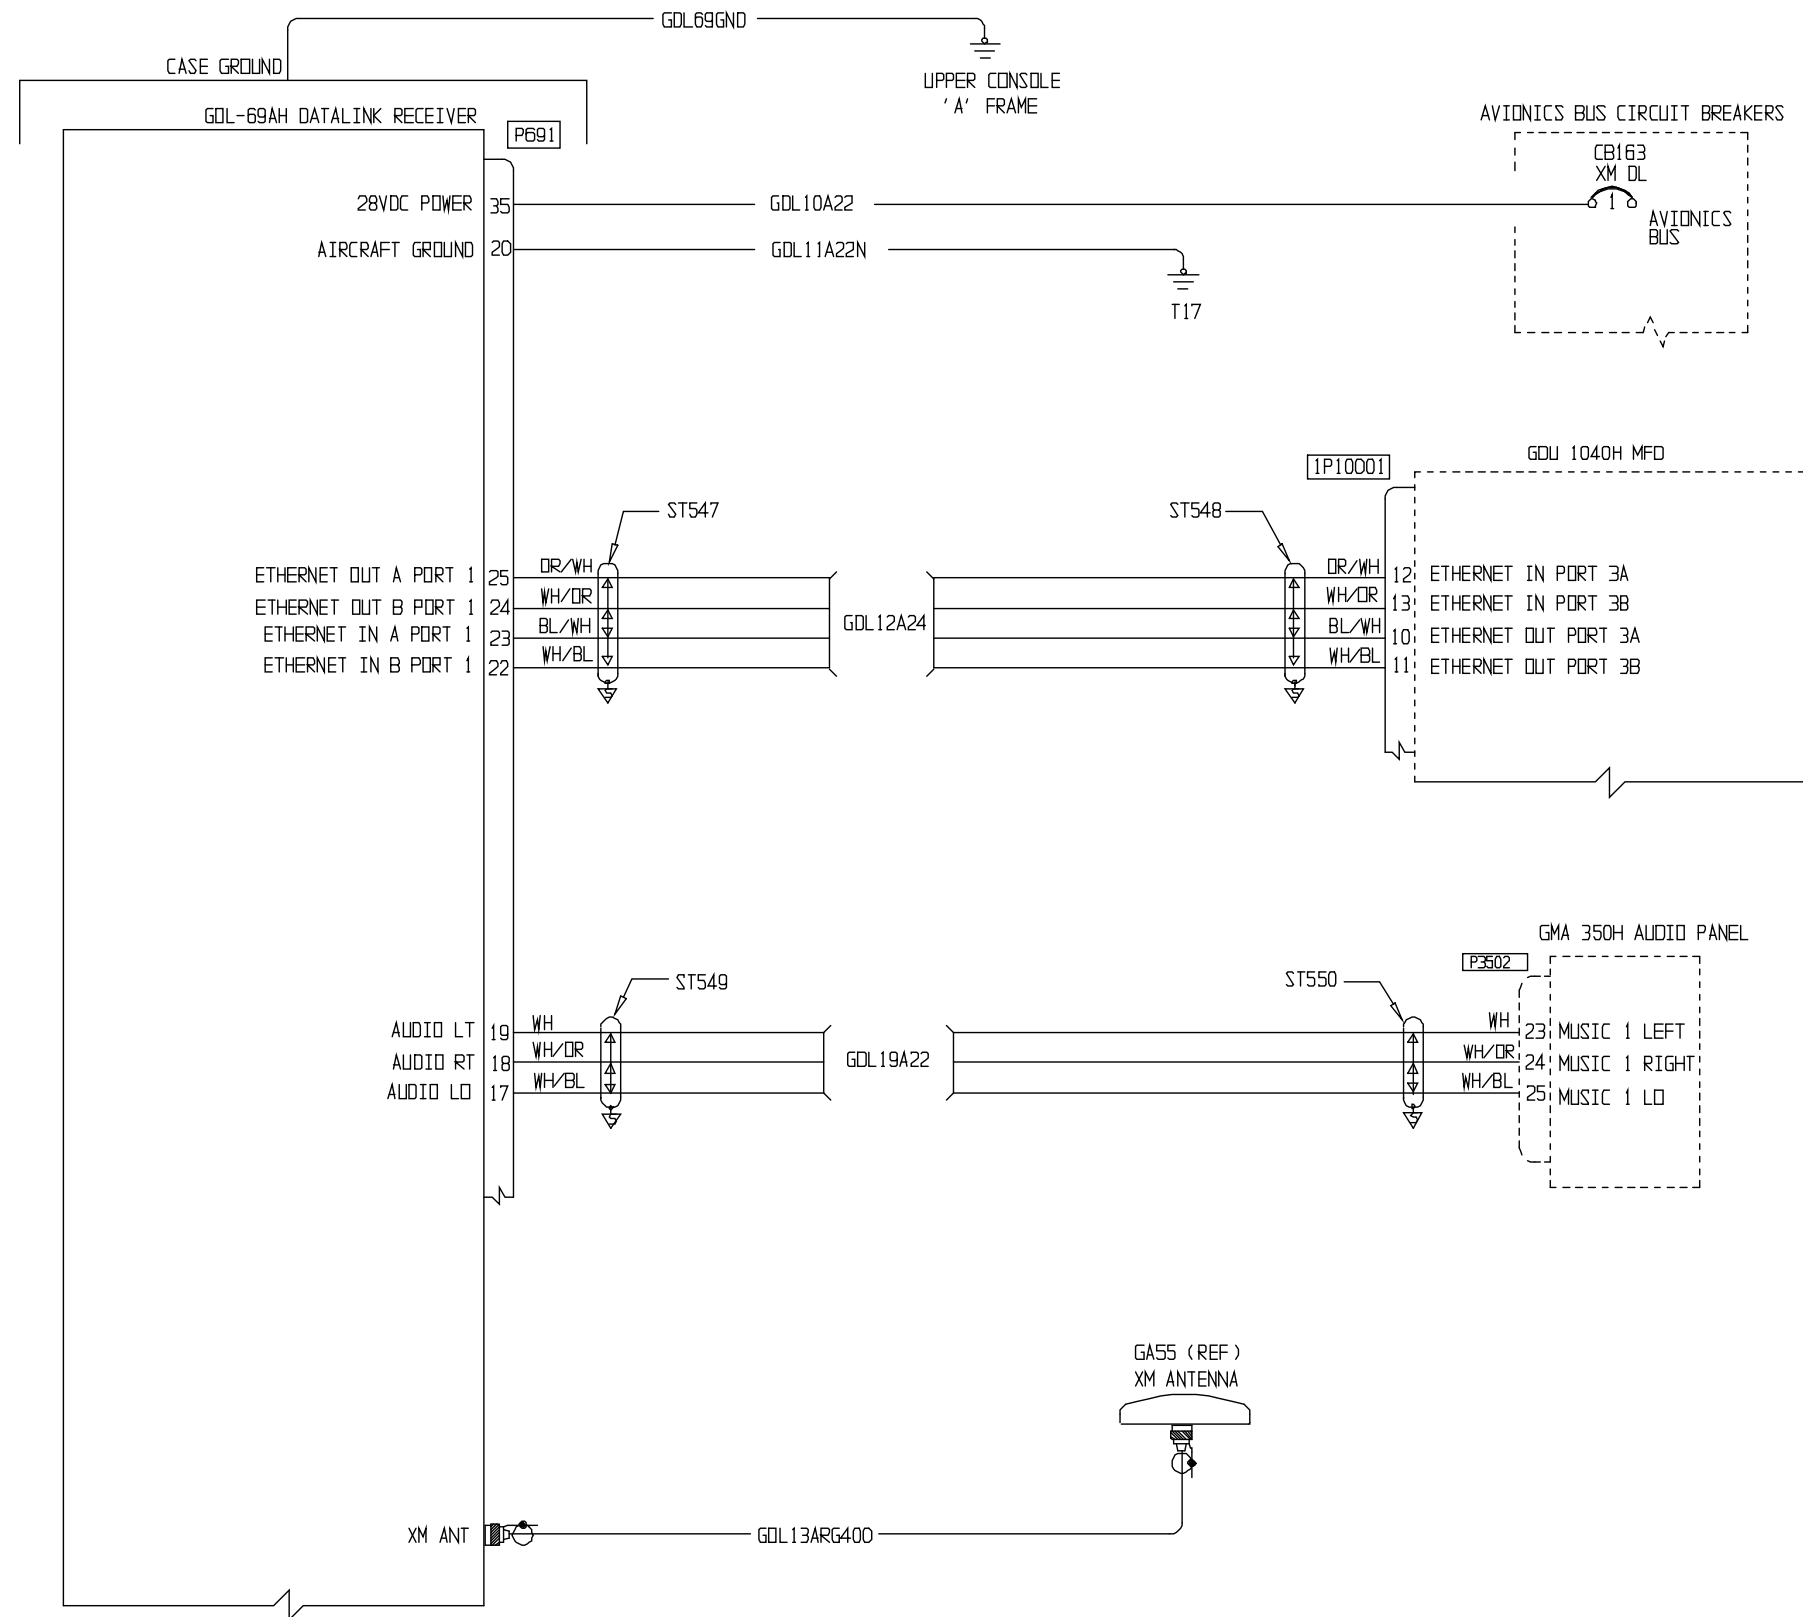 GDL69GND
CASE GROUND
UPPER CONSOLE
'A' FRAME
GDL-69AH DATALINK RECEIVER
P691
AVIONICS BUS CIRCUIT BREAKERS
CB163
XM DL
1
AVIONICS
BUS
28VDC POWER 35 GDL10A22
AIRCRAFT GROUND 20 GDL11A22N
T17
GDU 1040H MFD
1P10001
ST547
ST548
ETHERNET OUT A PORT 1 25 OR/WH
ETHERNET OUT B PORT 1 24 WH/OR
ETHERNET IN A PORT 1 23 BL/WH
ETHERNET IN B PORT 1 22 WH/BL
GDL12A24
OR/WH 12 ETHERNET IN PORT 3A
WH/OR 13 ETHERNET IN PORT 3B
BL/WH 10 ETHERNET OUT PORT 3A
WH/BL 11 ETHERNET OUT PORT 3B
S
S
GMA 350H AUDIO PANEL
P3502
ST549
ST550
AUDIO LT 19 WH
AUDIO RT 18 WH/OR
AUDIO LO 17 WH/BL
GDL19A22
WH 23 MUSIC 1 LEFT
WH/OR 24 MUSIC 1 RIGHT
WH/BL 25 MUSIC 1 LO
S
S
GA55 (REF)
XM ANTENNA
XM ANT
GDL13ARG400